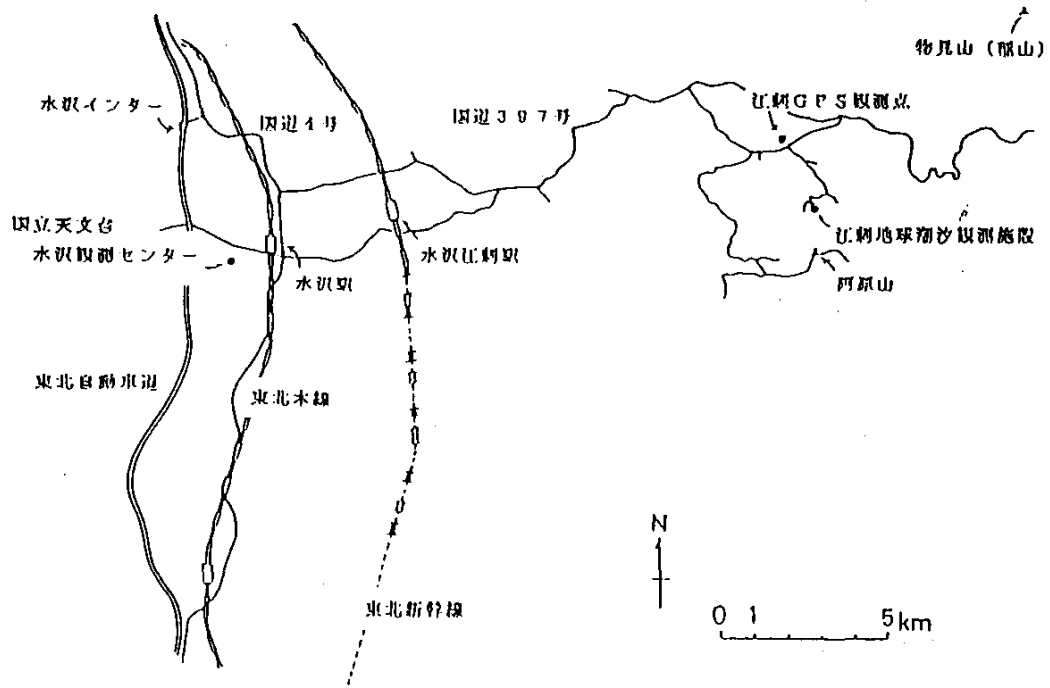 物見山（種山）
水沢インター
国道4号
国道397号
江刺GPS観測点
国立天文台
水沢観測センター
水沢駅
水沢江刺駅
江刺地球潮汐観測施設
阿原山
東北自動車道
東北本線
東北新幹線
N
0 1 5km